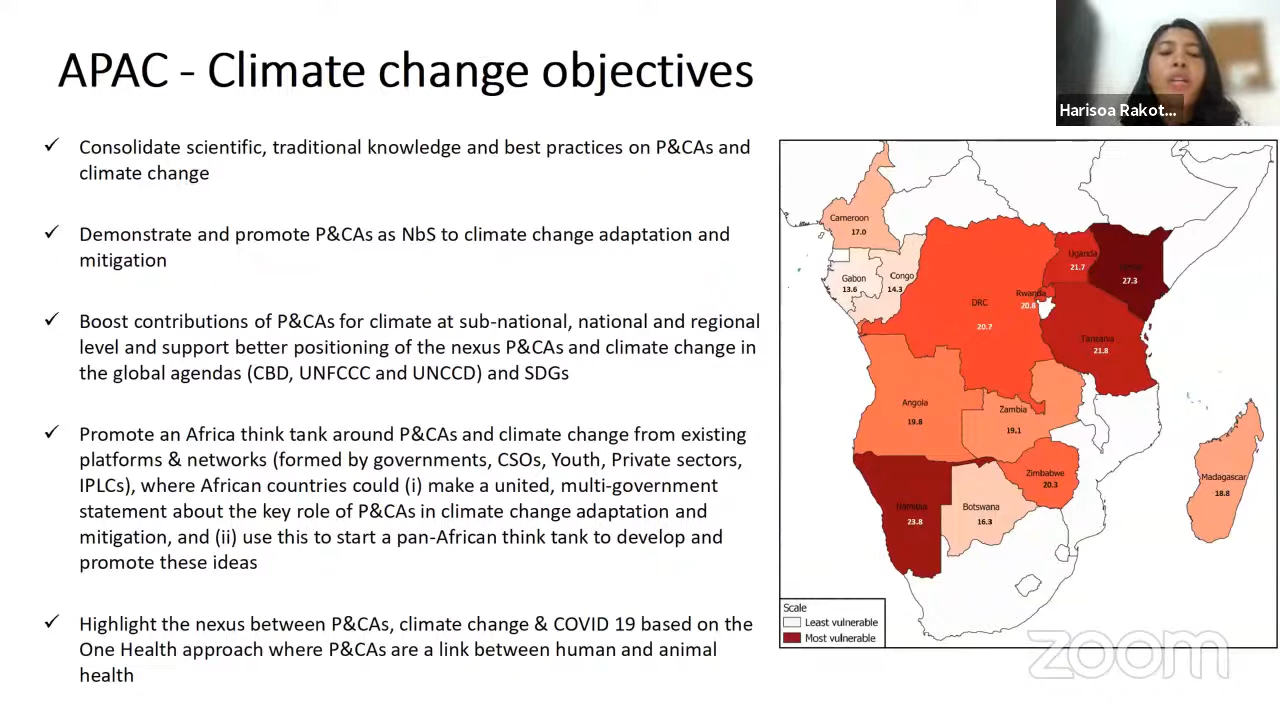 APAC - Climate change objectives
Harisoa Rakot...
✓ Consolidate scientific, traditional knowledge and best practices on P&CAs and
climate change
✓ Demonstrate and promote P&CAs as NbS to climate change adaptation and
mitigation
✓ Boost contributions of P&CAs for climate at sub-national, national and regional
level and support better positioning of the nexus P&CAs and climate change in
the global agendas (CBD, UNFCCC and UNCCD) and SDGs
✓ Promote an Africa think tank around P&CAs and climate change from existing
platforms & networks (formed by governments, CSOs, Youth, Private sectors,
IPLCs), where African countries could (i) make a united, multi-government
statement about the key role of P&CAs in climate change adaptation and
mitigation, and (ii) use this to start a pan-African think tank to develop and
promote these ideas
✓ Highlight the nexus between P&CAs, climate change & COVID 19 based on the
One Health approach where P&CAs are a link between human and animal
health
Cameroon
17.0
Gabon
13.6
Congo
14.3
DRC
20.7
Uganda
21.7
27.3
Rwanda
20.8
Tanzania
21.8
Angola
19.8
Zambia
19.1
Zimbabwe
20.3
Namibia
23.8
Botswana
16.3
Madagascar
18.8
Scale
Least vulnerable
Most vulnerable
zoom